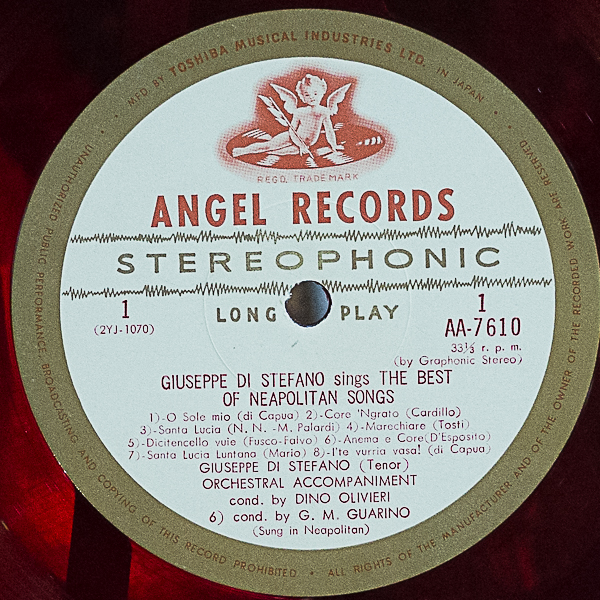 MFD. BY TOSHIBA MUSICAL INDUSTRIES LTD. IN JAPAN
REGD. TRADE MARK
ANGEL RECORDS
STEREOPHONIC
LONG PLAY
1
(2YJ-1070)
1
AA-7610
33⅓ r. p. m.
(by Graphonic Stereo)
GIUSEPPE DI STEFANO sings THE BEST
OF NEAPOLITAN SONGS
1)-O Sole mio (di Capua) 2)-Core 'Ngrato (Cardillo)
3)-Santa Lucia (N. N. -M. Palardi) 4)-Marechiare (Tosti)
5)-Dicitencello vuie (Fusco-Falvo) 6)-Anema e Core(D'Esposito)
7)-Santa Lucia Luntana (Mario) 8)-I'te vurria vasa! (di Capua)
GIUSEPPE DI STEFANO (Tenor)
ORCHESTRAL ACCOMPANIMENT
cond. by DINO OLIVIERI
6) cond. by G. M. GUARINO
(Sung in Neapolitan)
UNAUTHORIZED PUBLIC PERFORMANCE BROADCASTING AND COPYING OF THIS RECORD PROHIBITED • ALL RIGHTS OF THE MANUFACTURER AND OF THE OWNER OF THE RECORDED WORK ARE RESERVED